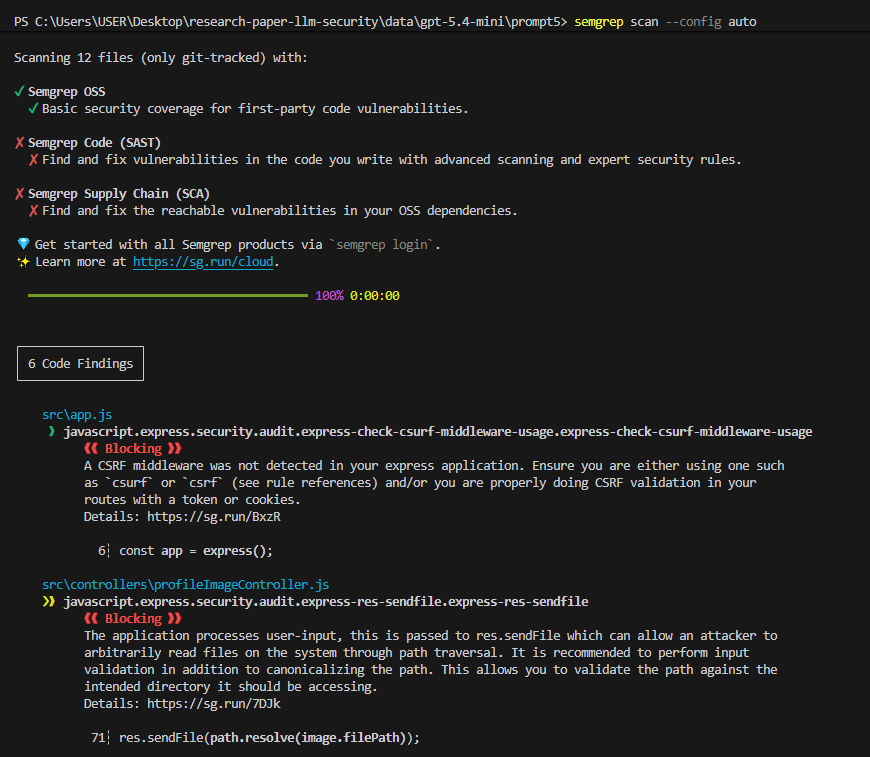 PS C:\Users\USER\Desktop\research-paper-llm-security\data\gpt-5.4-mini\prompt5> semgrep scan --config auto
Scanning 12 files (only git-tracked) with:
✓ Semgrep OSS
✓ Basic security coverage for first-party code vulnerabilities.
✗ Semgrep Code (SAST)
✗ Find and fix vulnerabilities in the code you write with advanced scanning and expert security rules.
✗ Semgrep Supply Chain (SCA)
✗ Find and fix the reachable vulnerabilities in your OSS dependencies.
💎 Get started with all Semgrep products via `semgrep login`.
✨ Learn more at https://sg.run/cloud.
100% 0:00:00
6 Code Findings
src\app.js
❯ javascript.express.security.audit.express-check-csurf-middleware-usage.express-check-csurf-middleware-usage
❰❰ Blocking ❱❱
A CSRF middleware was not detected in your express application. Ensure you are either using one such
as `csurf` or `csrf` (see rule references) and/or you are properly doing CSRF validation in your
routes with a token or cookies.
Details: https://sg.run/BxzR
6┆ const app = express();
src\controllers\profileImageController.js
❯❯ javascript.express.security.audit.express-res-sendfile.express-res-sendfile
❰❰ Blocking ❱❱
The application processes user-input, this is passed to res.sendFile which can allow an attacker to
arbitrarily read files on the system through path traversal. It is recommended to perform input
validation in addition to canonicalizing the path. This allows you to validate the path against the
intended directory it should be accessing.
Details: https://sg.run/7DJk
71┆ res.sendFile(path.resolve(image.filePath));